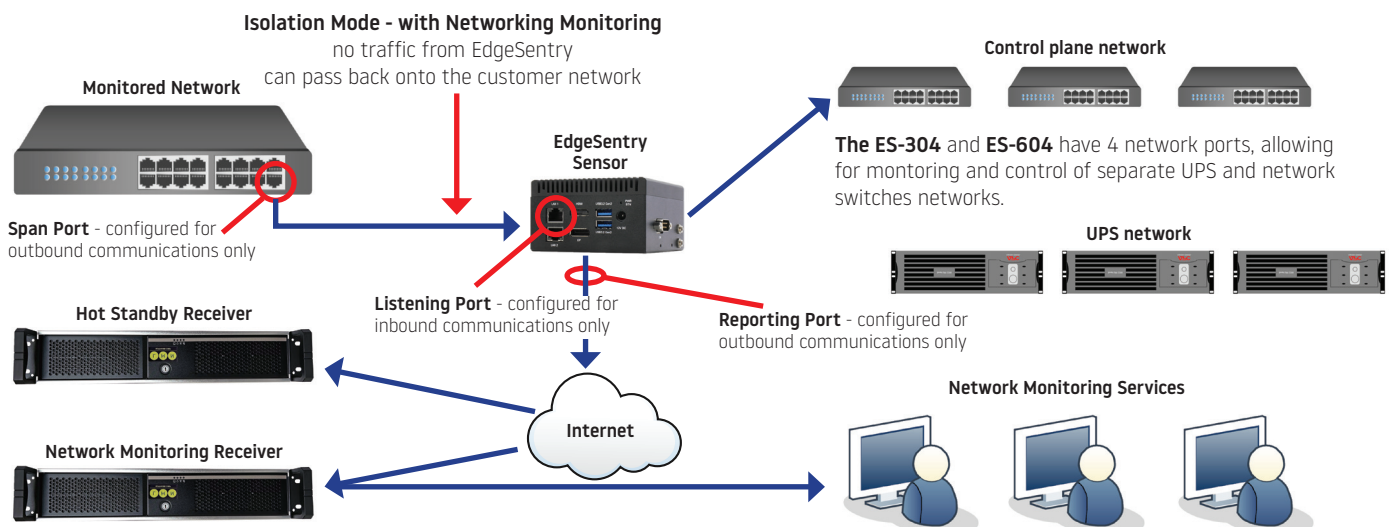 Isolation Mode - with Networking Monitoring
no traffic from EdgeSentry
can pass back onto the customer network
Monitored Network
Control plane network
EdgeSentry
Sensor
The ES-304 and ES-604 have 4 network ports, allowing
for montoring and control of separate UPS and network
switches networks.
Span Port - configured for
outbound communications only
UPS network
Listening Port - configured for
inbound communications only
Reporting Port - configured for
outbound communications only
Hot Standby Receiver
Network Monitoring Services
Internet
Network Monitoring Receiver